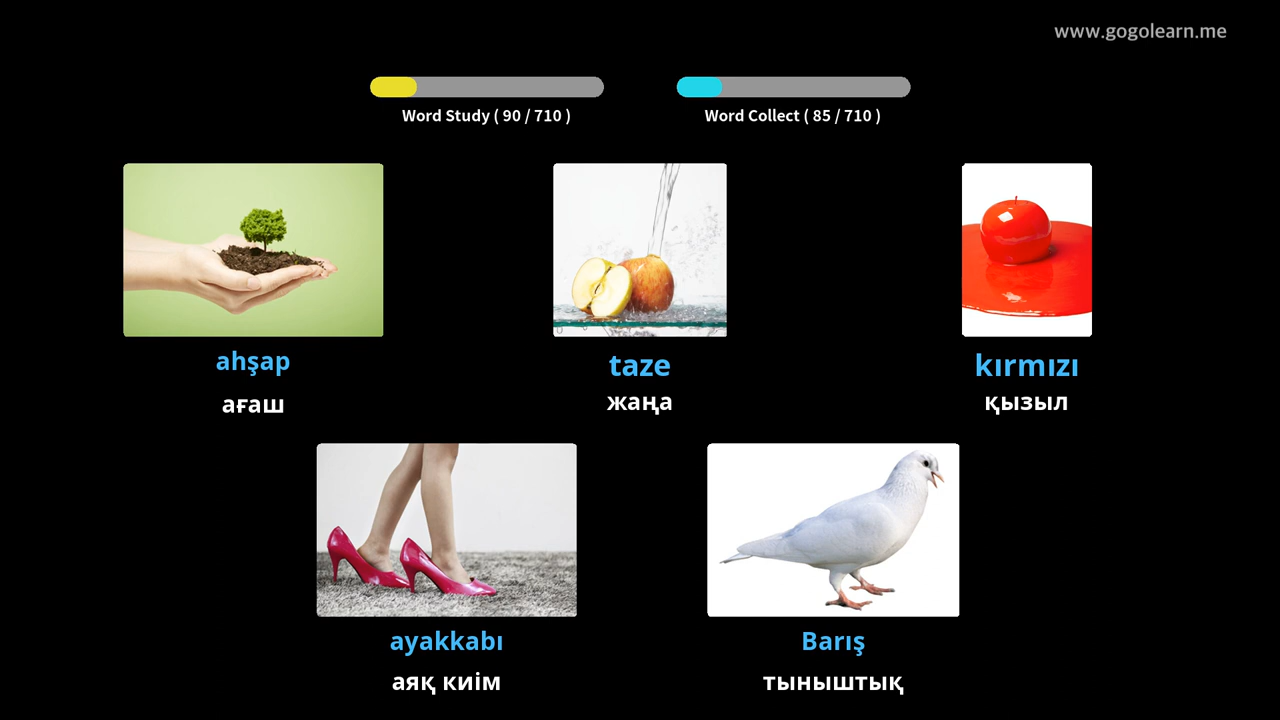 www.gogolearn.me
Word Study ( 90 / 710 )
Word Collect ( 85 / 710 )
ahşap
taze
kırmızı
ағаш
жаңа
қызыл
ayakkabı
Barış
аяқ киім
тыныштық